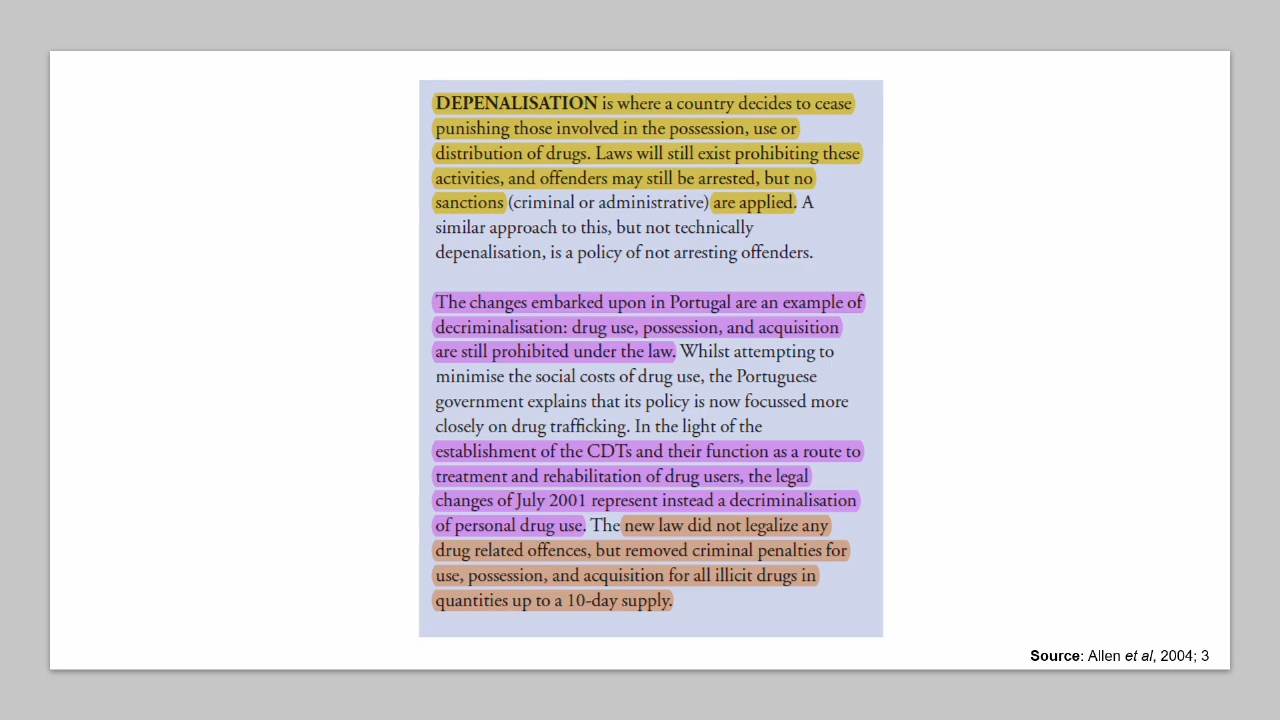 DEPENALISATION is where a country decides to cease
punishing those involved in the possession, use or
distribution of drugs. Laws will still exist prohibiting these
activities, and offenders may still be arrested, but no
sanctions (criminal or administrative) are applied. A
similar approach to this, but not technically
depenalisation, is a policy of not arresting offenders.
The changes embarked upon in Portugal are an example of
decriminalisation: drug use, possession, and acquisition
are still prohibited under the law. Whilst attempting to
minimise the social costs of drug use, the Portuguese
government explains that its policy is now focussed more
closely on drug trafficking. In the light of the
establishment of the CDTs and their function as a route to
treatment and rehabilitation of drug users, the legal
changes of July 2001 represent instead a decriminalisation
of personal drug use. The new law did not legalize any
drug related offences, but removed criminal penalties for
use, possession, and acquisition for all illicit drugs in
quantities up to a 10-day supply.
Source: Allen et al, 2004; 3